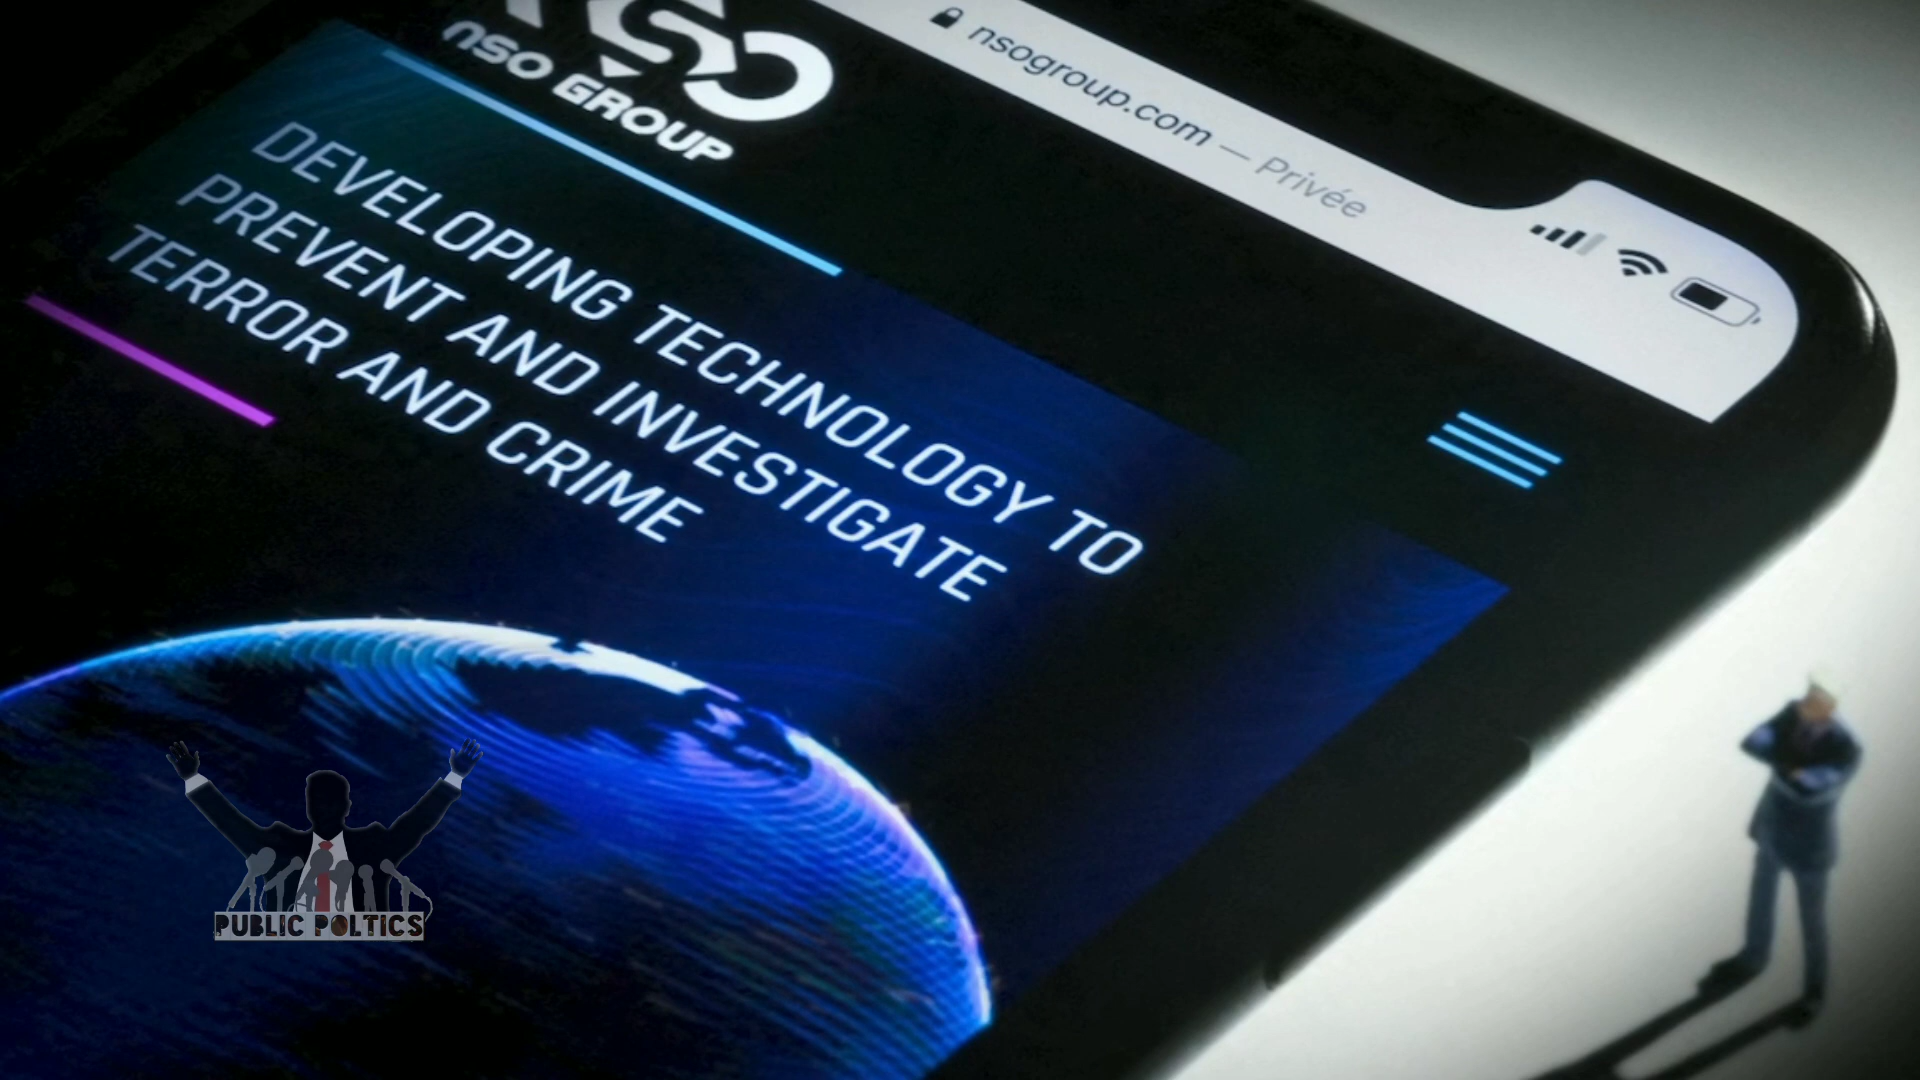 NSO
nso GROUP
nsogroup.com — Privée
DEVELOPING TECHNOLOGY TO
PREVENT AND INVESTIGATE
TERROR AND CRIME
PUBLIC POLTICS